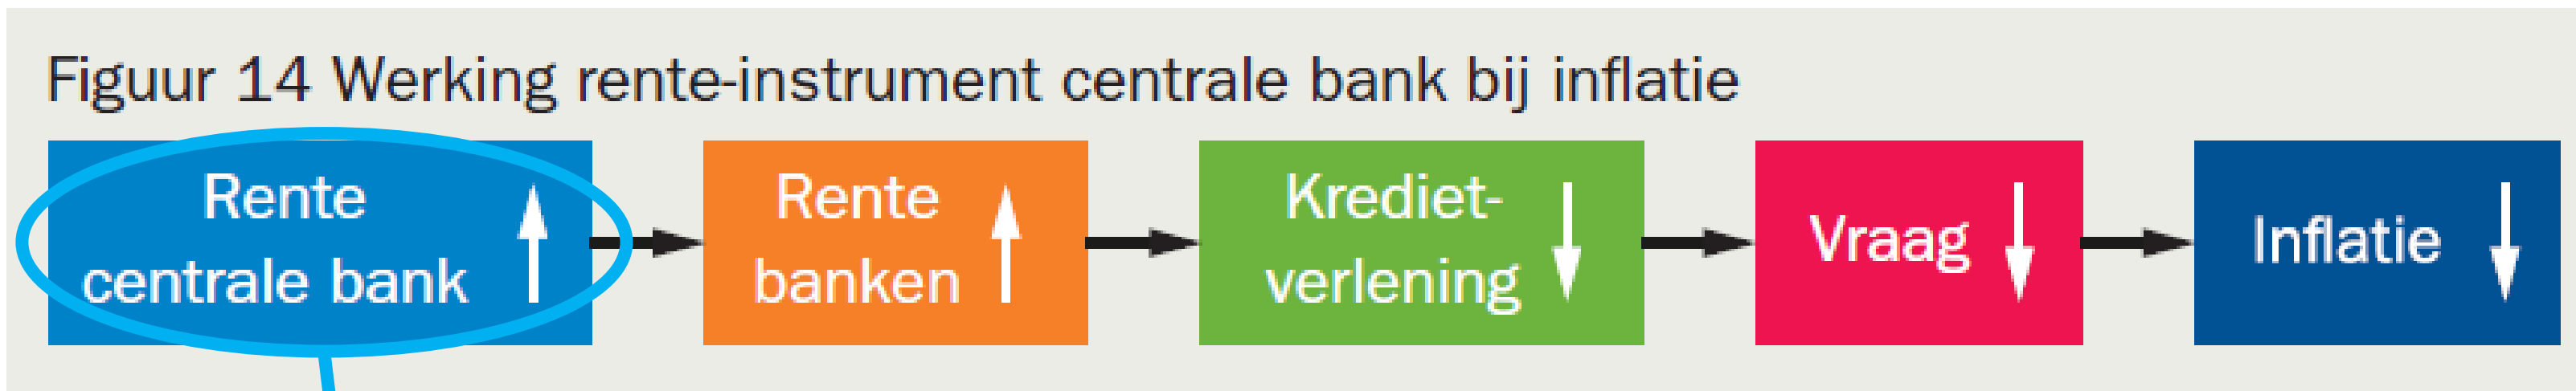 Figuur 14 Werking rente-instrument centrale bank bij inflatie
Rente
centrale bank
Rente
banken
Krediet-
verlening
Vraag
Inflatie